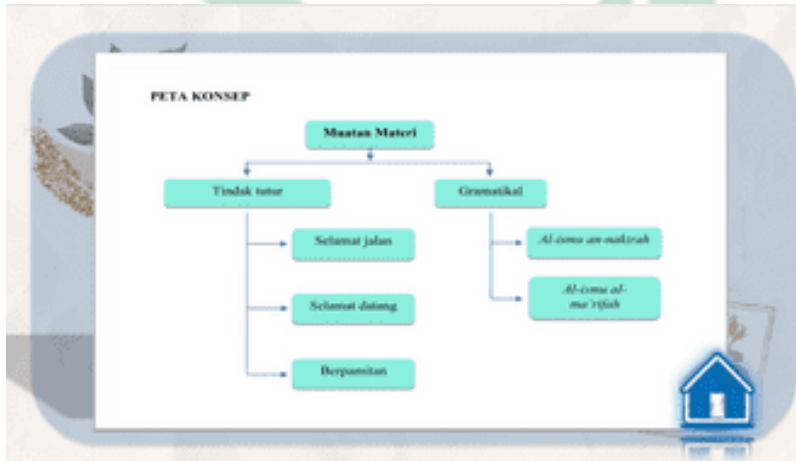 PETA KONSEP
Muatan Materi
Tindak tutur
Gramatikal
Selamat jalan
Al-ismu an-nakirah
Selamat datang
Al-ismu al-
ma'rifah
Berpamitan